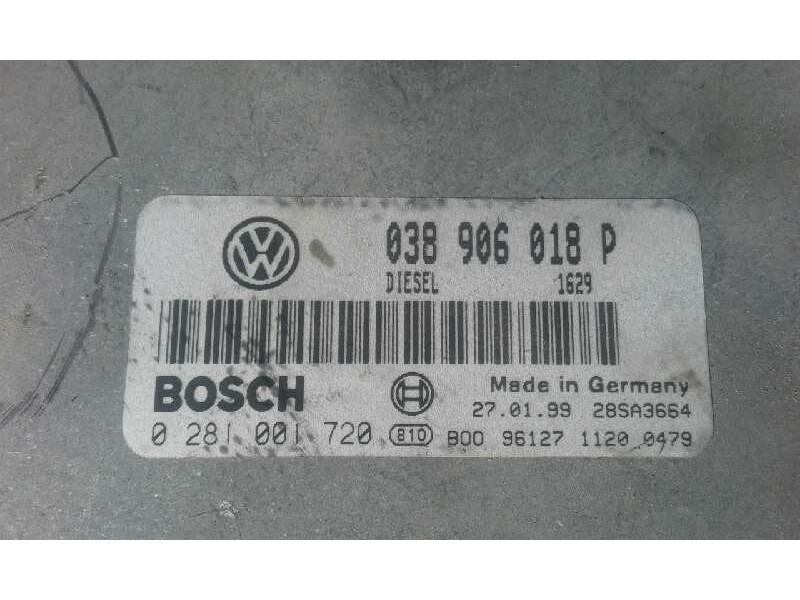 038 906 018 P
DIESEL 1629
BOSCH
Made in Germany
27.01.99 28SA3664
0 281 001 720 810 B00 96127 1120 0479